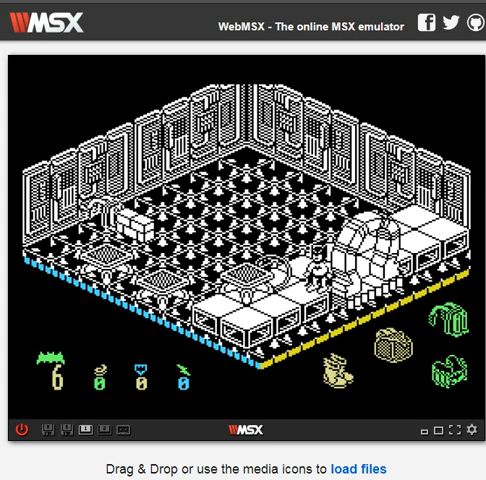 MSX
WebMSX - The online MSX emulator
6
0
0
0
MSX
Drag & Drop or use the media icons to load files